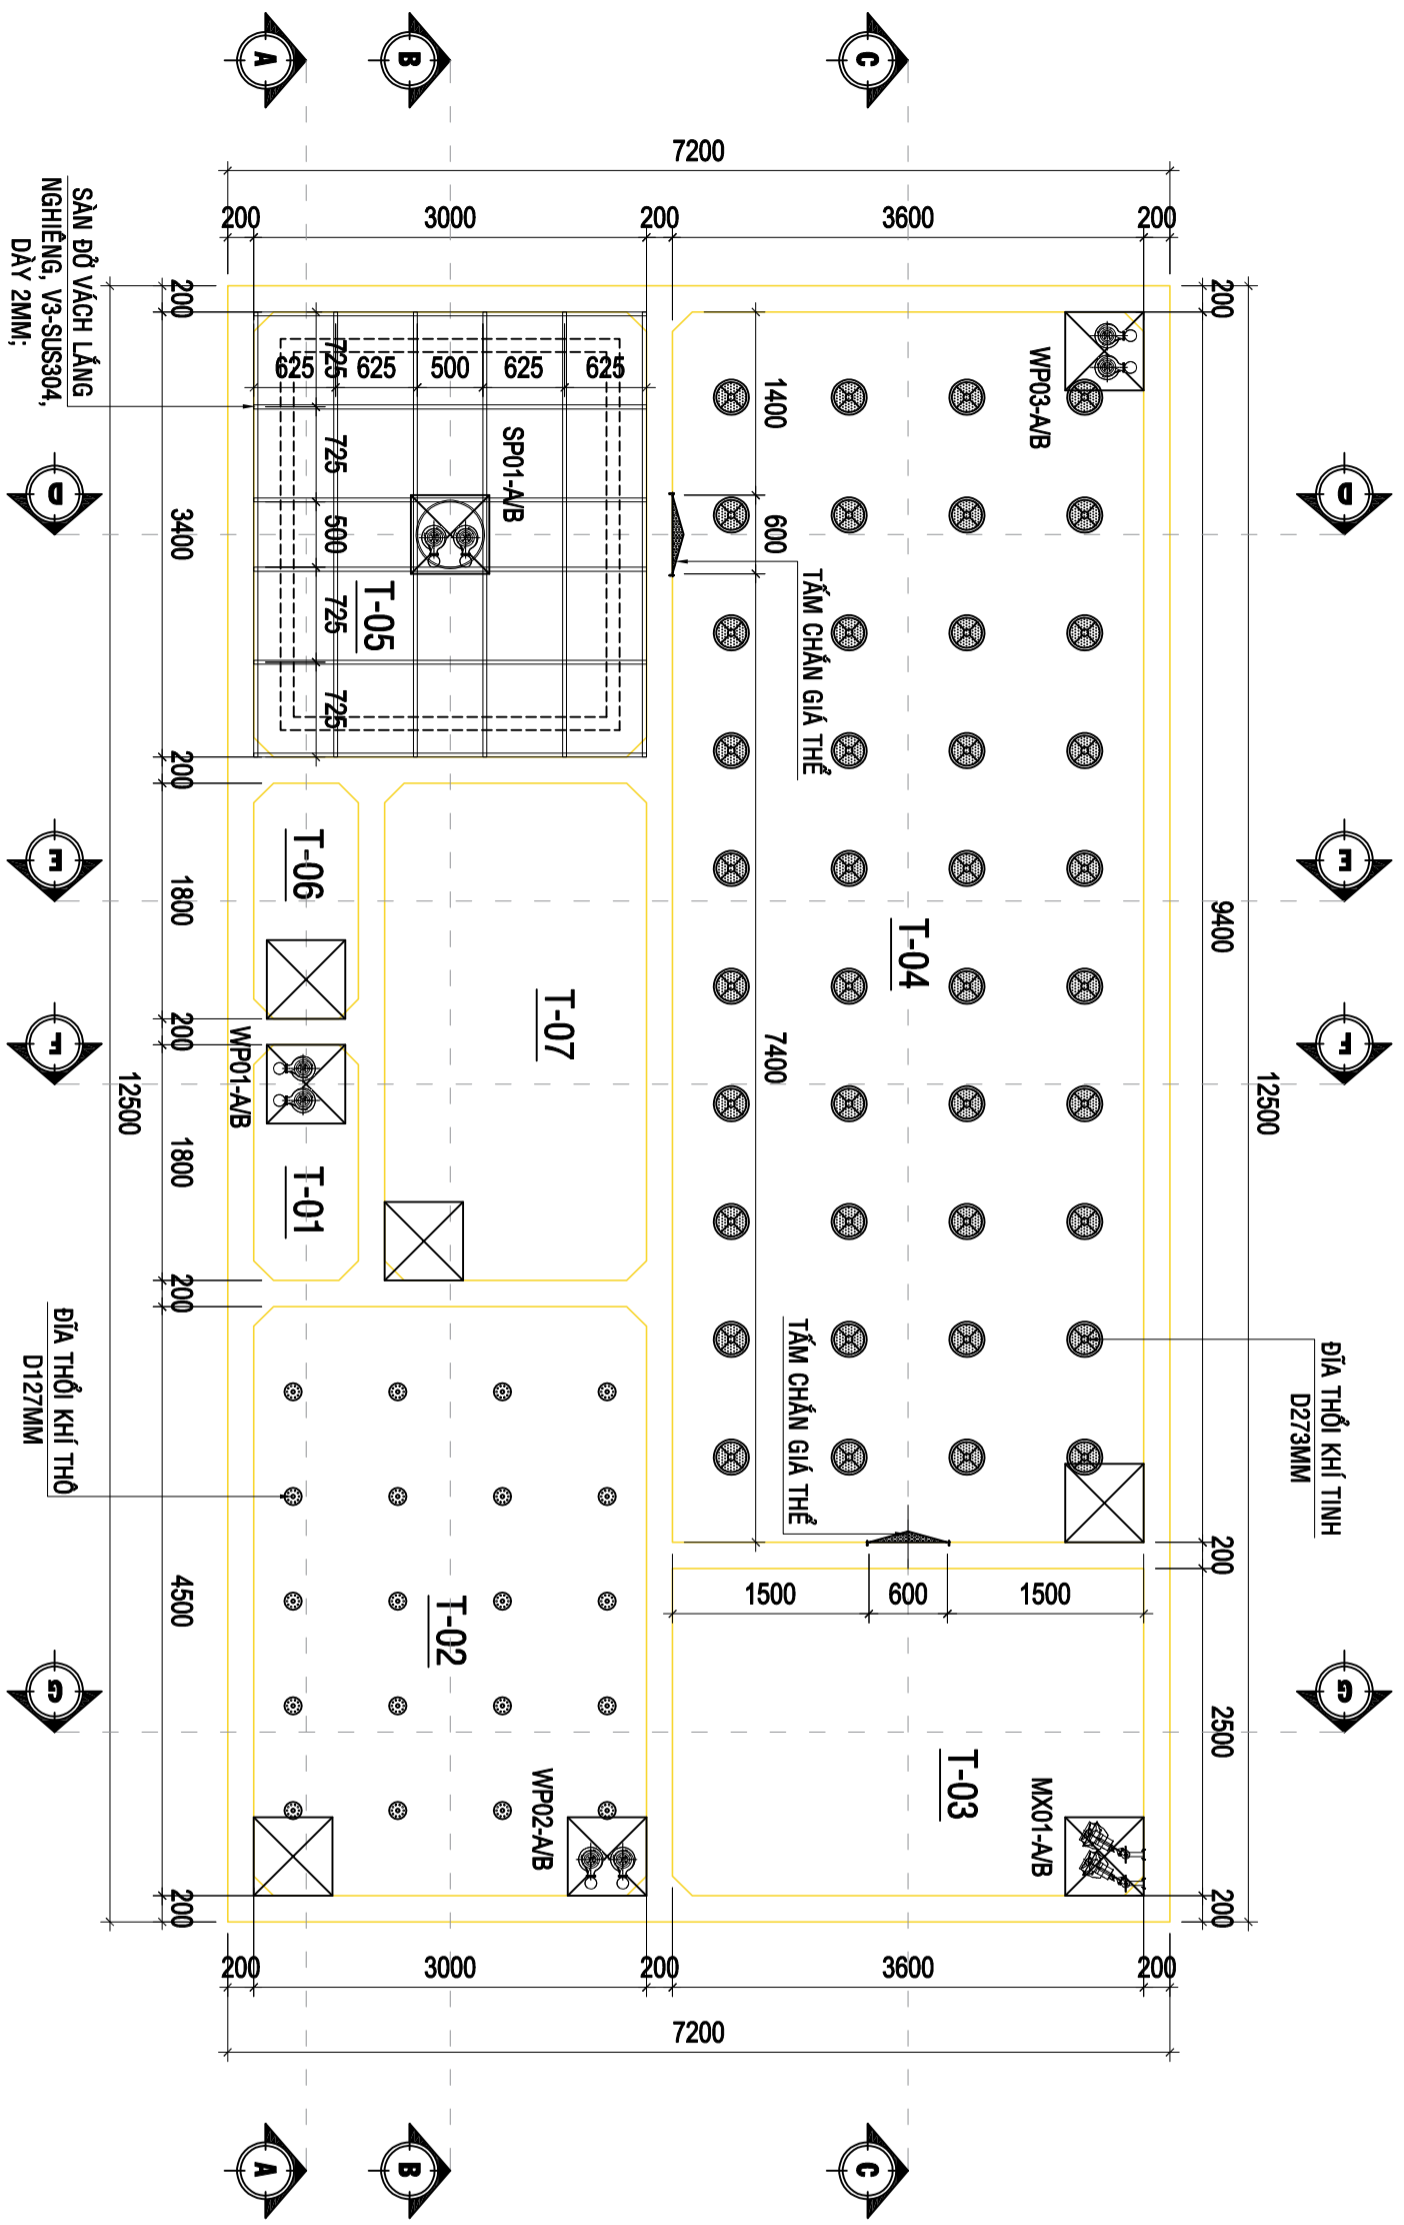 A
B
C
7200
200
3000
200
3600
200
SÀN ĐỠ VÁCH LẮNG
NGHIÊNG, V3-SUS304,
DÀY 2MM;
200
3400
200
1800
200
1800
200
4500
200
12500
200
9400
200
2500
200
12500
625
625
500
625
625
725
725
500
725
725
SP01-A/B
T-05
WP03-A/B
1400
600
7400
TẤM CHẮN GIÁ THỂ
T-04
T-06
T-07
WP01-A/B
T-01
TẤM CHẮN GIÁ THỂ
ĐĨA THỔI KHÍ TINH
D273MM
ĐĨA THỔI KHÍ THÔ
D127MM
1500
600
1500
T-02
WP02-A/B
T-03
MX01-A/B
D
D
E
E
F
F
G
G
200
3000
200
3600
200
7200
A
B
C